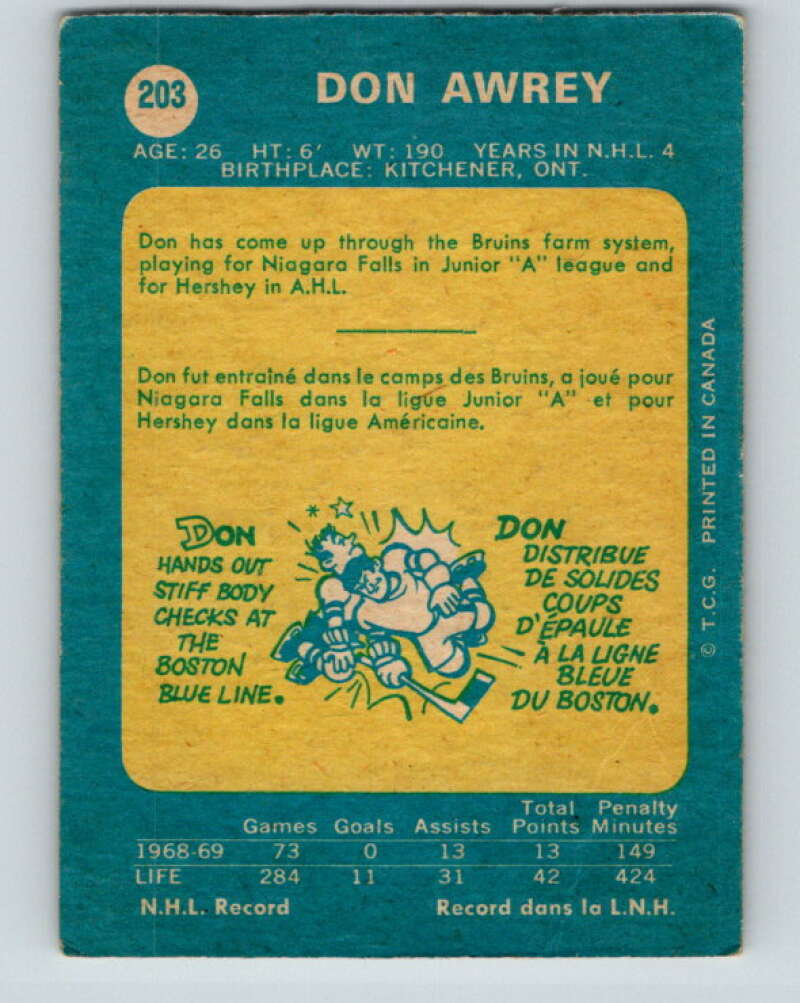 203
DON AWREY
AGE: 26 HT: 6' WT: 190 YEARS IN N.H.L. 4
BIRTHPLACE: KITCHENER, ONT.
Don has come up through the Bruins farm system,
playing for Niagara Falls in Junior "A" league and
for Hershey in A.H.L.
Don fut entraîné dans le camps des Bruins, a joué pour
Niagara Falls dans la ligue Junior "A" et pour
Hershey dans la ligue Américaine.
DON
HANDS OUT
STIFF BODY
CHECKS AT
THE
BOSTON
BLUE LINE.
DON
DISTRIBUE
DE SOLIDES
COUPS
D'ÉPAULE
À LA LIGNE
BLEUE
DU BOSTON.
© T.C.G. PRINTED IN CANADA
Total Penalty
Games Goals Assists Points Minutes
1968-69 73 0 13 13 149
LIFE 284 11 31 42 424
N.H.L. Record Record dans la L.N.H.